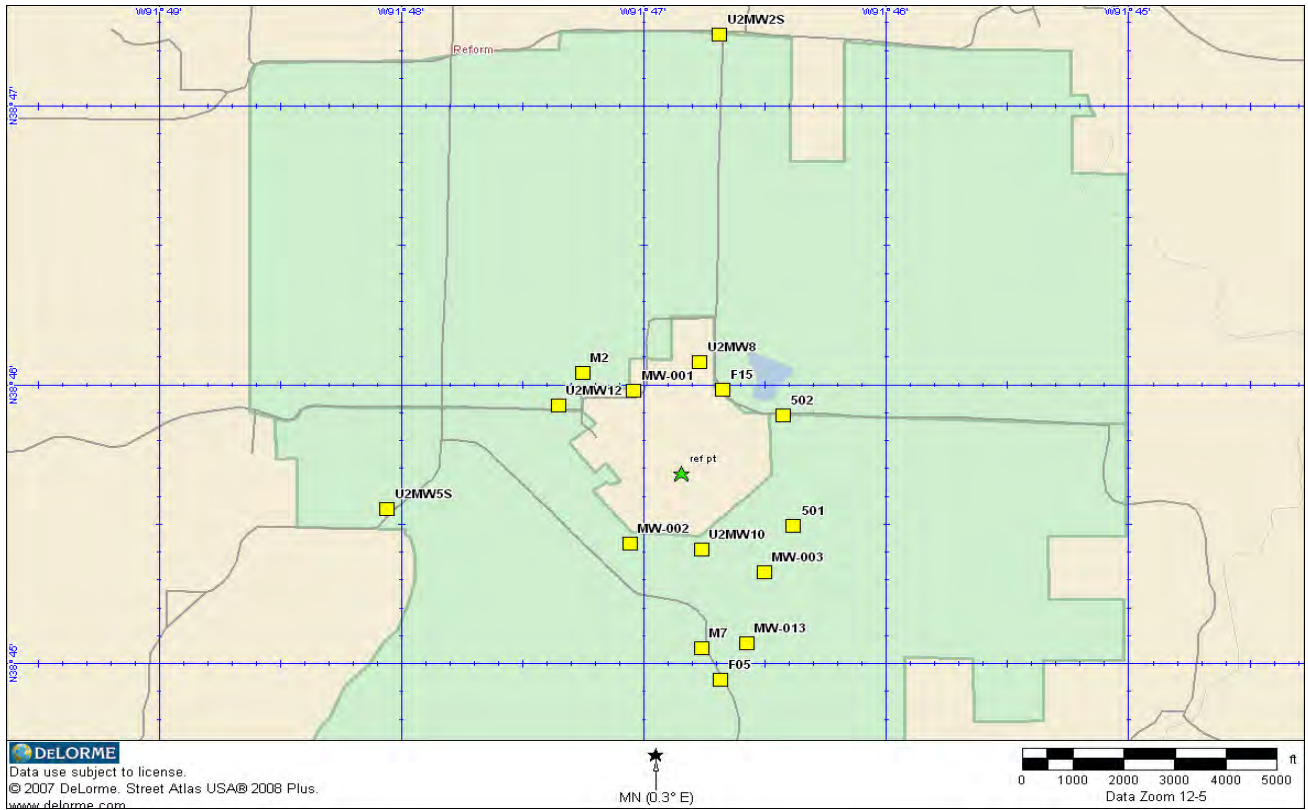 W91° 49'
W91° 48'
W91° 47'
W91° 46'
W91° 45'
U2MW2S
Reform
N38° 47'
U2MW8
M2
MW-001
F15
N38° 46'
U2MW12
502
ref pt
U2MW5S
501
MW-002
U2MW10
MW-003
MW-013
M7
F05
N38° 45'
DELORME
Data use subject to license.
© 2007 DeLorme. Street Atlas USA® 2008 Plus.
www.delorme.com
MN (0.3° E)
ft
0 1000 2000 3000 4000 5000
Data Zoom 12-5